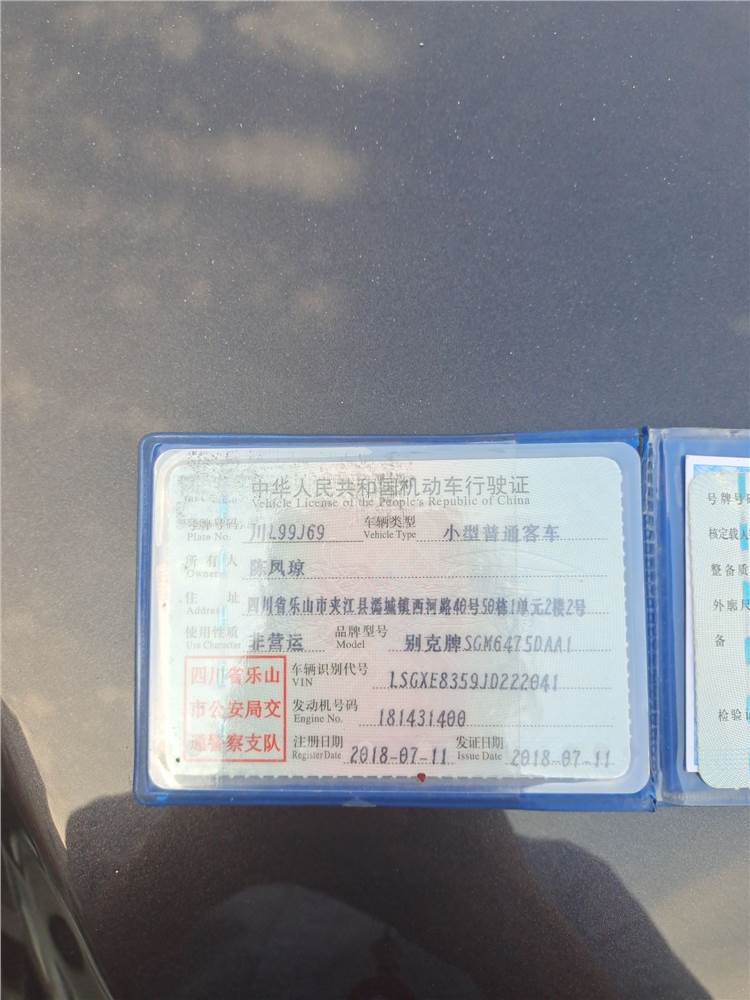 中华人民共和国机动车行驶证
Vehicle License of the People's Republic of China
号牌号码 川L99J69 车辆类型 小型普通客车
Plate No. Vehicle Type
所有人 陈凤琼
Owner
住址 四川省乐山市夹江县漹城镇西河路40号50栋1单元2楼2号
Address
使用性质 非营运 品牌型号 别克牌SGM6475DAA1
Use Character Model
四川省乐山
市公安局交
通警察支队
车辆识别代号 LSGXE8359JD222041
VIN
发动机号码 181431400
Engine No.
注册日期 2018-07-11 发证日期 2018-07-11
Register Date Issue Date
号牌号码
核定载人
整备质
外廓尺
备
检验记